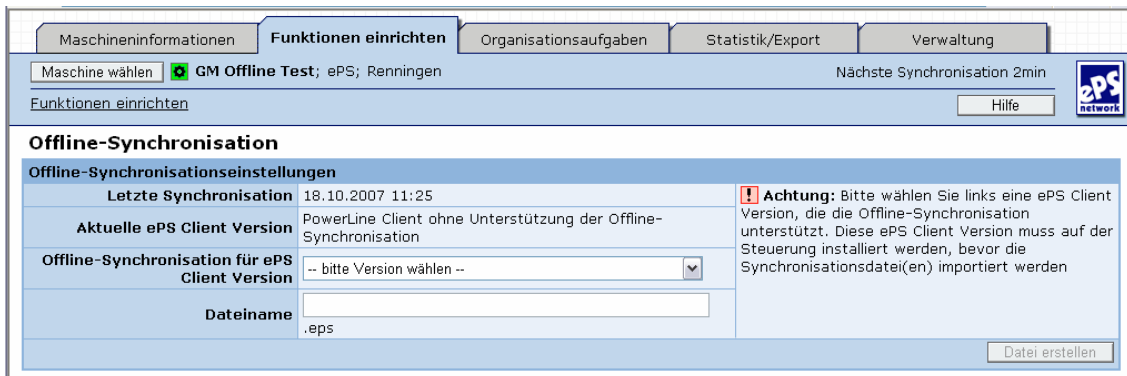 Maschineninformationen
Funktionen einrichten
Organisationsaufgaben
Statistik/Export
Verwaltung
Maschine wählen GM Offline Test; ePS; Renningen
Nächste Synchronisation 2min
ePS network
Funktionen einrichten
Hilfe
Offline-Synchronisation
Offline-Synchronisationseinstellungen
Letzte Synchronisation 18.10.2007 11:25
Aktuelle ePS Client Version
PowerLine Client ohne Unterstützung der Offline-
Synchronisation
Offline-Synchronisation für ePS
Client Version
-- bitte Version wählen --
Dateiname
.eps
! Achtung: Bitte wählen Sie links eine ePS Client
Version, die die Offline-Synchronisation
unterstützt. Diese ePS Client Version muss auf der
Steuerung installiert werden, bevor die
Synchronisationsdatei(en) importiert werden
Datei erstellen